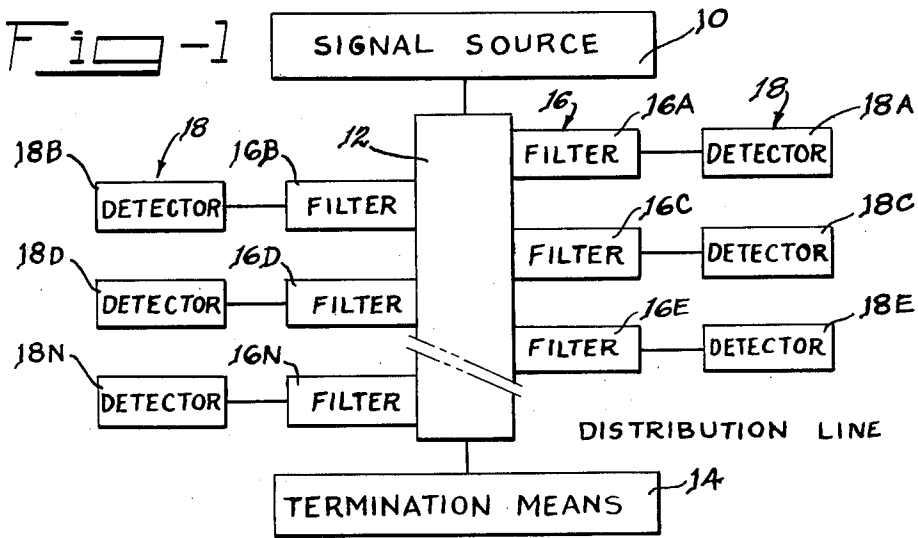 Fig-1
SIGNAL SOURCE
10
12
16
16A
18
18A
FILTER
DETECTOR
18B
18
16B
DETECTOR
FILTER
16C
18C
FILTER
DETECTOR
18D
16D
DETECTOR
FILTER
16E
18E
FILTER
DETECTOR
18N
16N
DETECTOR
FILTER
DISTRIBUTION LINE
TERMINATION MEANS
14